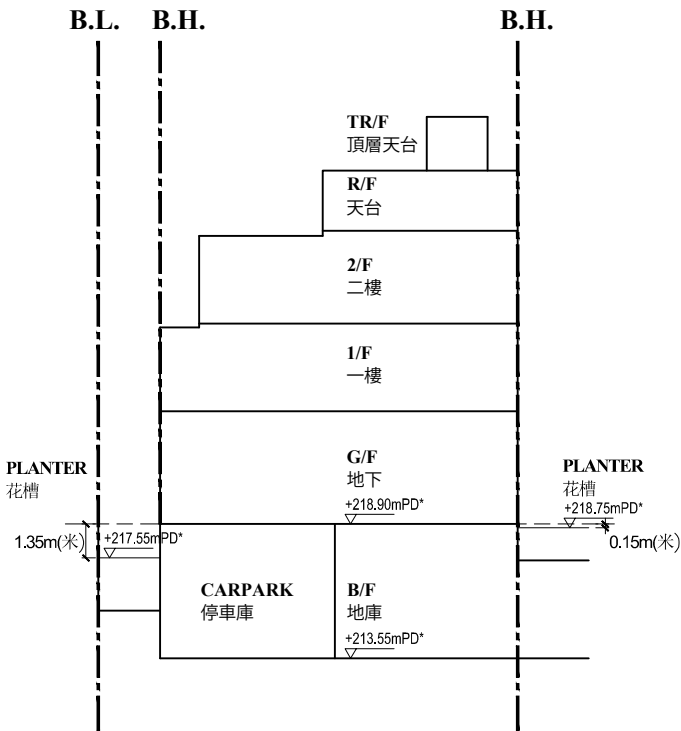 B.L. B.H. B.H.
TR/F
頂層天台
R/F
天台
2/F
二樓
1/F
一樓
G/F
地下
+218.90mPD*
PLANTER
花槽
1.35m(米)
+217.55mPD*
PLANTER
花槽
+218.75mPD*
0.15m(米)
CARPARK
停車庫
B/F
地庫
+213.55mPD*